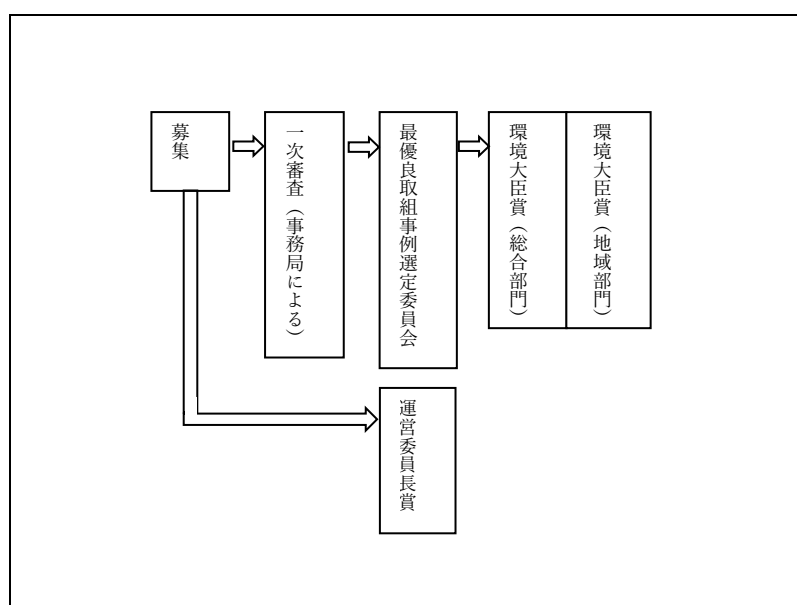 募集
一次審査（事務局による）
最優良取組事例選定委員会
環境大臣賞（総合部門）
環境大臣賞（地域部門）
運営委員長賞